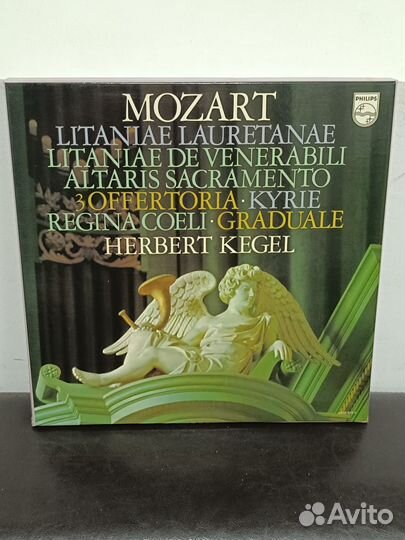 MOZART
PHILIPS
LITANIAE LAURETANAE
LITANIAE DE VENERABILI
ALTARIS SACRAMENTO
3 OFFERTORIA · KYRIE
REGINA COELI · GRADUALE
HERBERT KEGEL
Avito